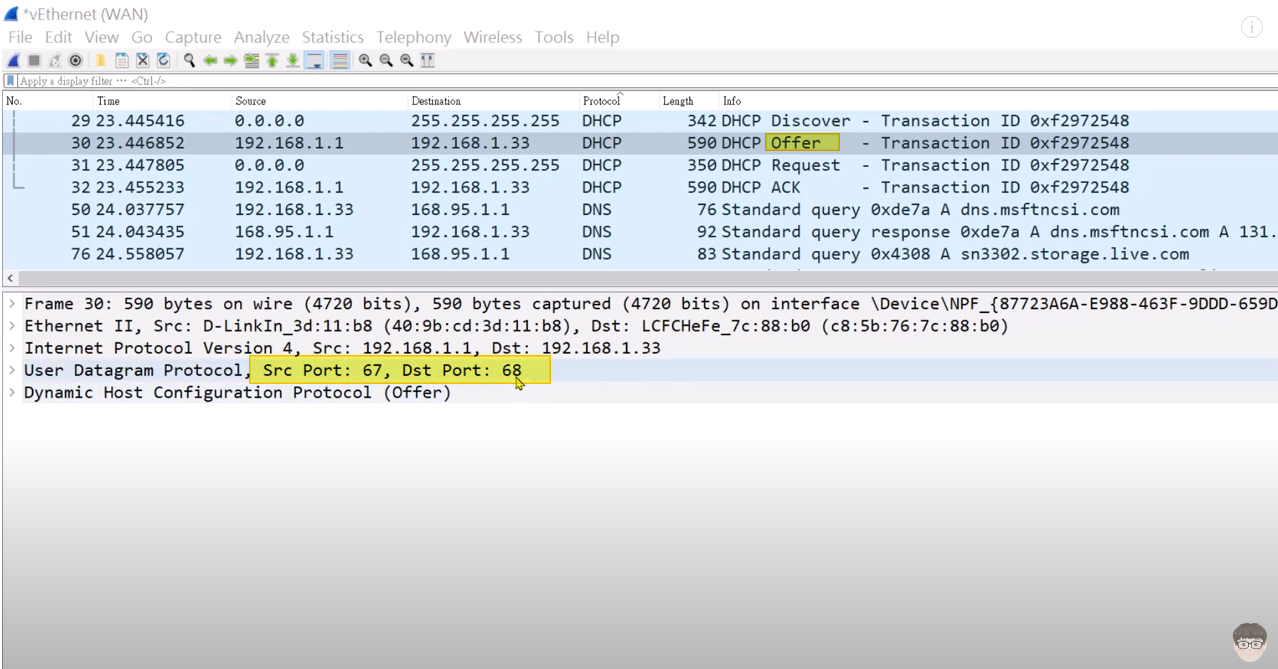 *vEthernet (WAN)
File Edit View Go Capture Analyze Statistics Telephony Wireless Tools Help
Apply a display filter … <Ctrl-/>
No. Time Source Destination Protocol Length Info
29 23.445416 0.0.0.0 255.255.255.255 DHCP 342 DHCP Discover - Transaction ID 0xf2972548
30 23.446852 192.168.1.1 192.168.1.33 DHCP 590 DHCP Offer - Transaction ID 0xf2972548
31 23.447805 0.0.0.0 255.255.255.255 DHCP 350 DHCP Request - Transaction ID 0xf2972548
32 23.455233 192.168.1.1 192.168.1.33 DHCP 590 DHCP ACK - Transaction ID 0xf2972548
50 24.037757 192.168.1.33 168.95.1.1 DNS 76 Standard query 0xde7a A dns.msftncsi.com
51 24.043435 168.95.1.1 192.168.1.33 DNS 92 Standard query response 0xde7a A dns.msftncsi.com A 131.
76 24.558057 192.168.1.33 168.95.1.1 DNS 83 Standard query 0x4308 A sn3302.storage.live.com
Frame 30: 590 bytes on wire (4720 bits), 590 bytes captured (4720 bits) on interface \Device\NPF_{87723A6A-E988-463F-9DDD-659D
Ethernet II, Src: D-LinkIn_3d:11:b8 (40:9b:cd:3d:11:b8), Dst: LCFCHeFe_7c:88:b0 (c8:5b:76:7c:88:b0)
Internet Protocol Version 4, Src: 192.168.1.1, Dst: 192.168.1.33
User Datagram Protocol, Src Port: 67, Dst Port: 68
Dynamic Host Configuration Protocol (Offer)